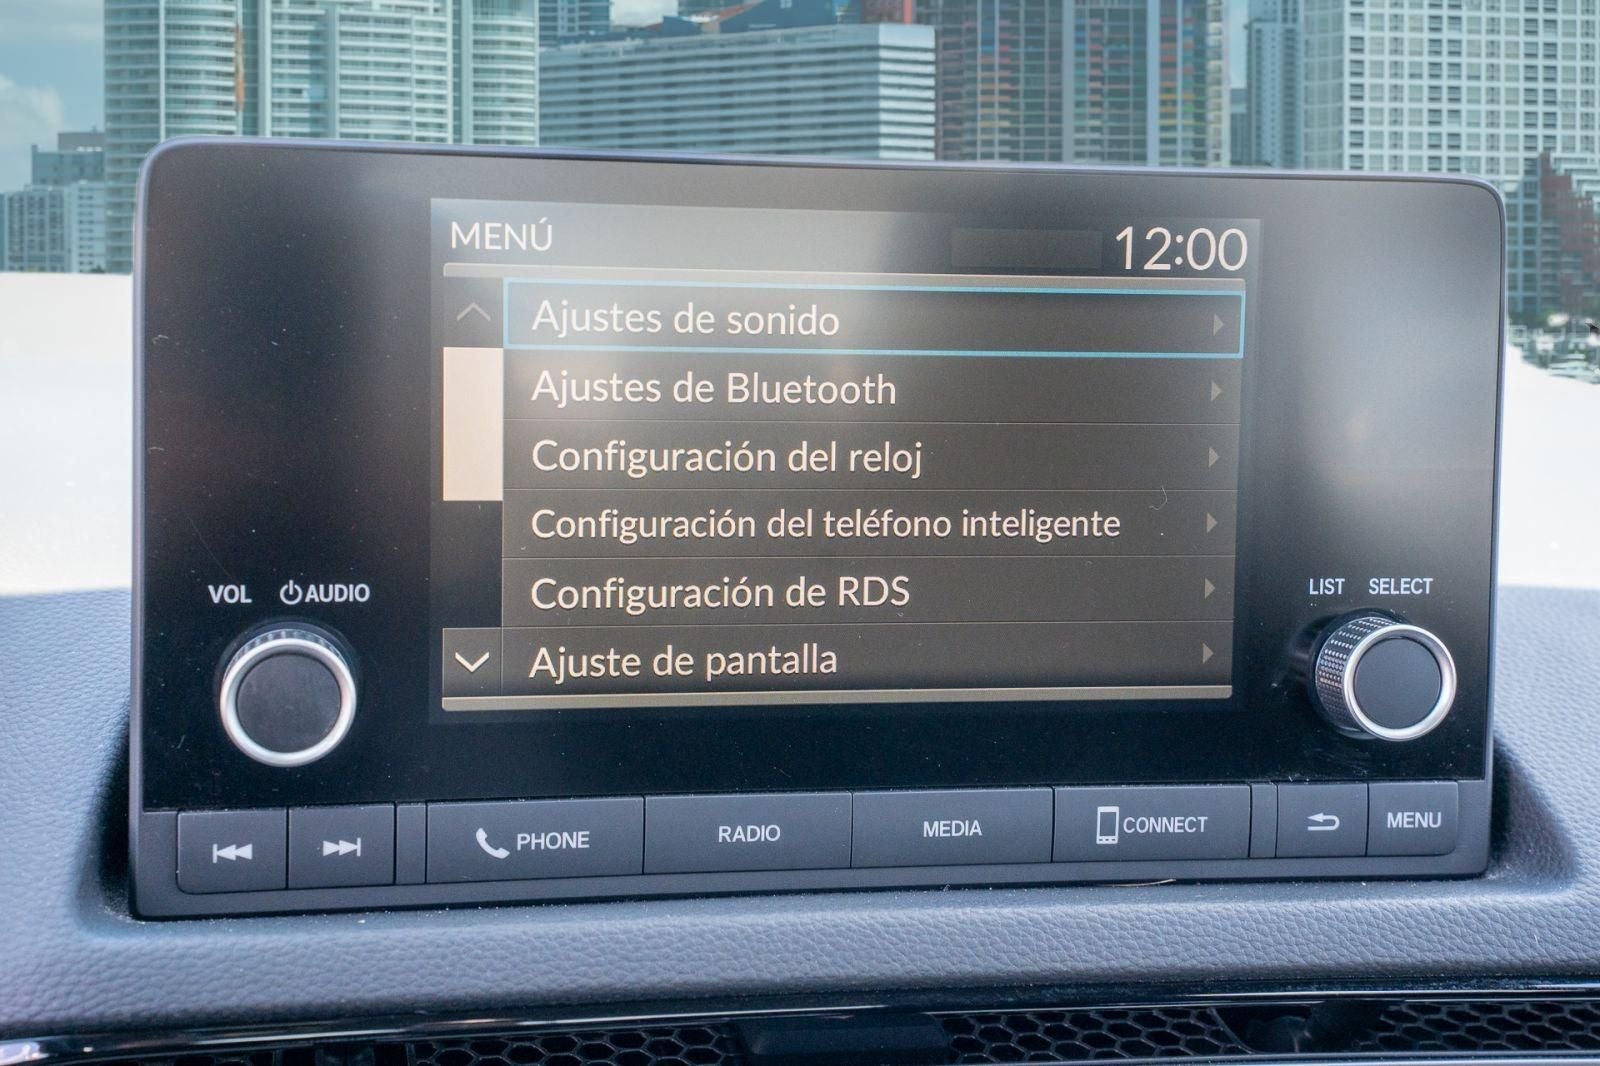 MENÚ
12:00
Ajustes de sonido
Ajustes de Bluetooth
Configuración del reloj
Configuración del teléfono inteligente
Configuración de RDS
Ajuste de pantalla
VOL AUDIO
LIST SELECT
PHONE
RADIO
MEDIA
CONNECT
MENU